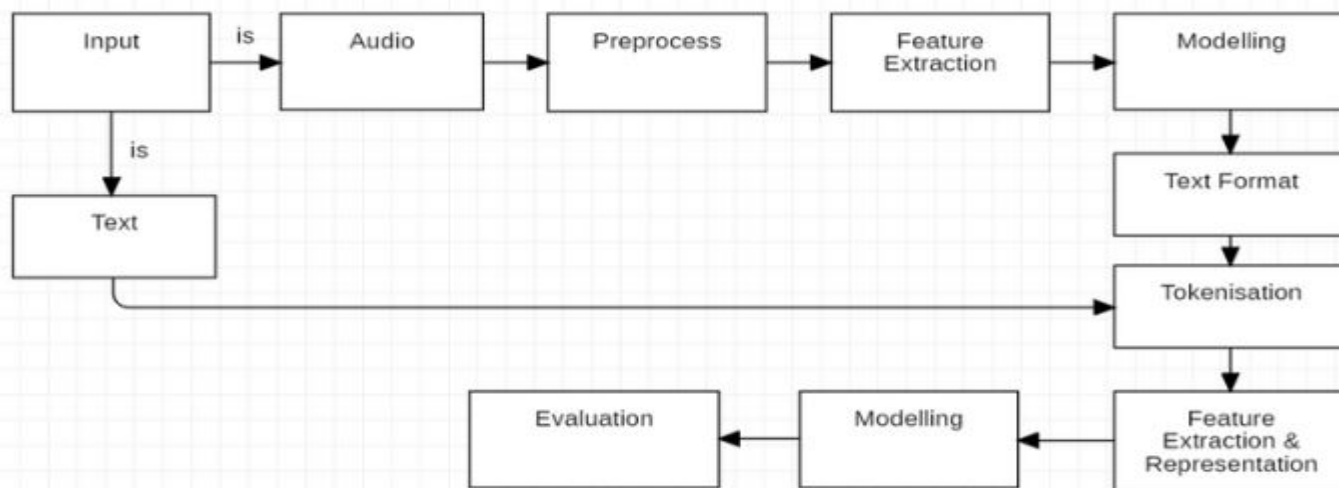 Input
is
Audio
Preprocess
Feature
Extraction
Modelling
is
Text Format
Text
Tokenisation
Evaluation
Modelling
Feature
Extraction &
Representation